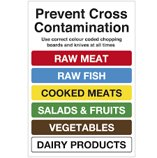 Prevent Cross
Contamination
Use correct colour coded chopping
boards and knives at all times
RAW MEAT
RAW FISH
COOKED MEATS
SALADS & FRUITS
VEGETABLES
DAIRY PRODUCTS